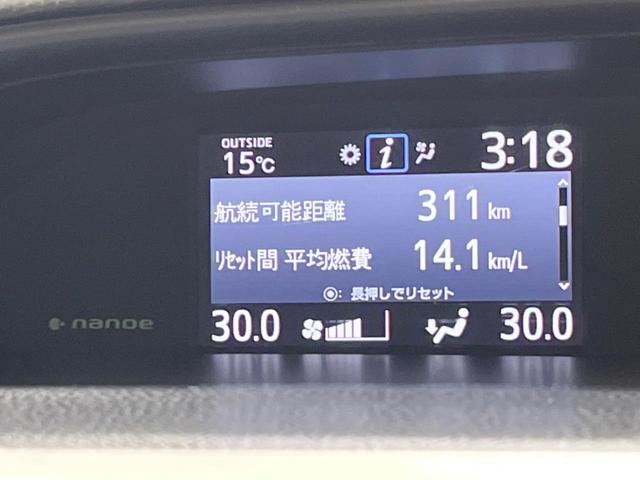 OUTSIDE
15℃
i
3:18
航続可能距離 311 km
リセット間 平均燃費 14.1 km/L
◉: 長押しでリセット
nanoe
30.0
30.0